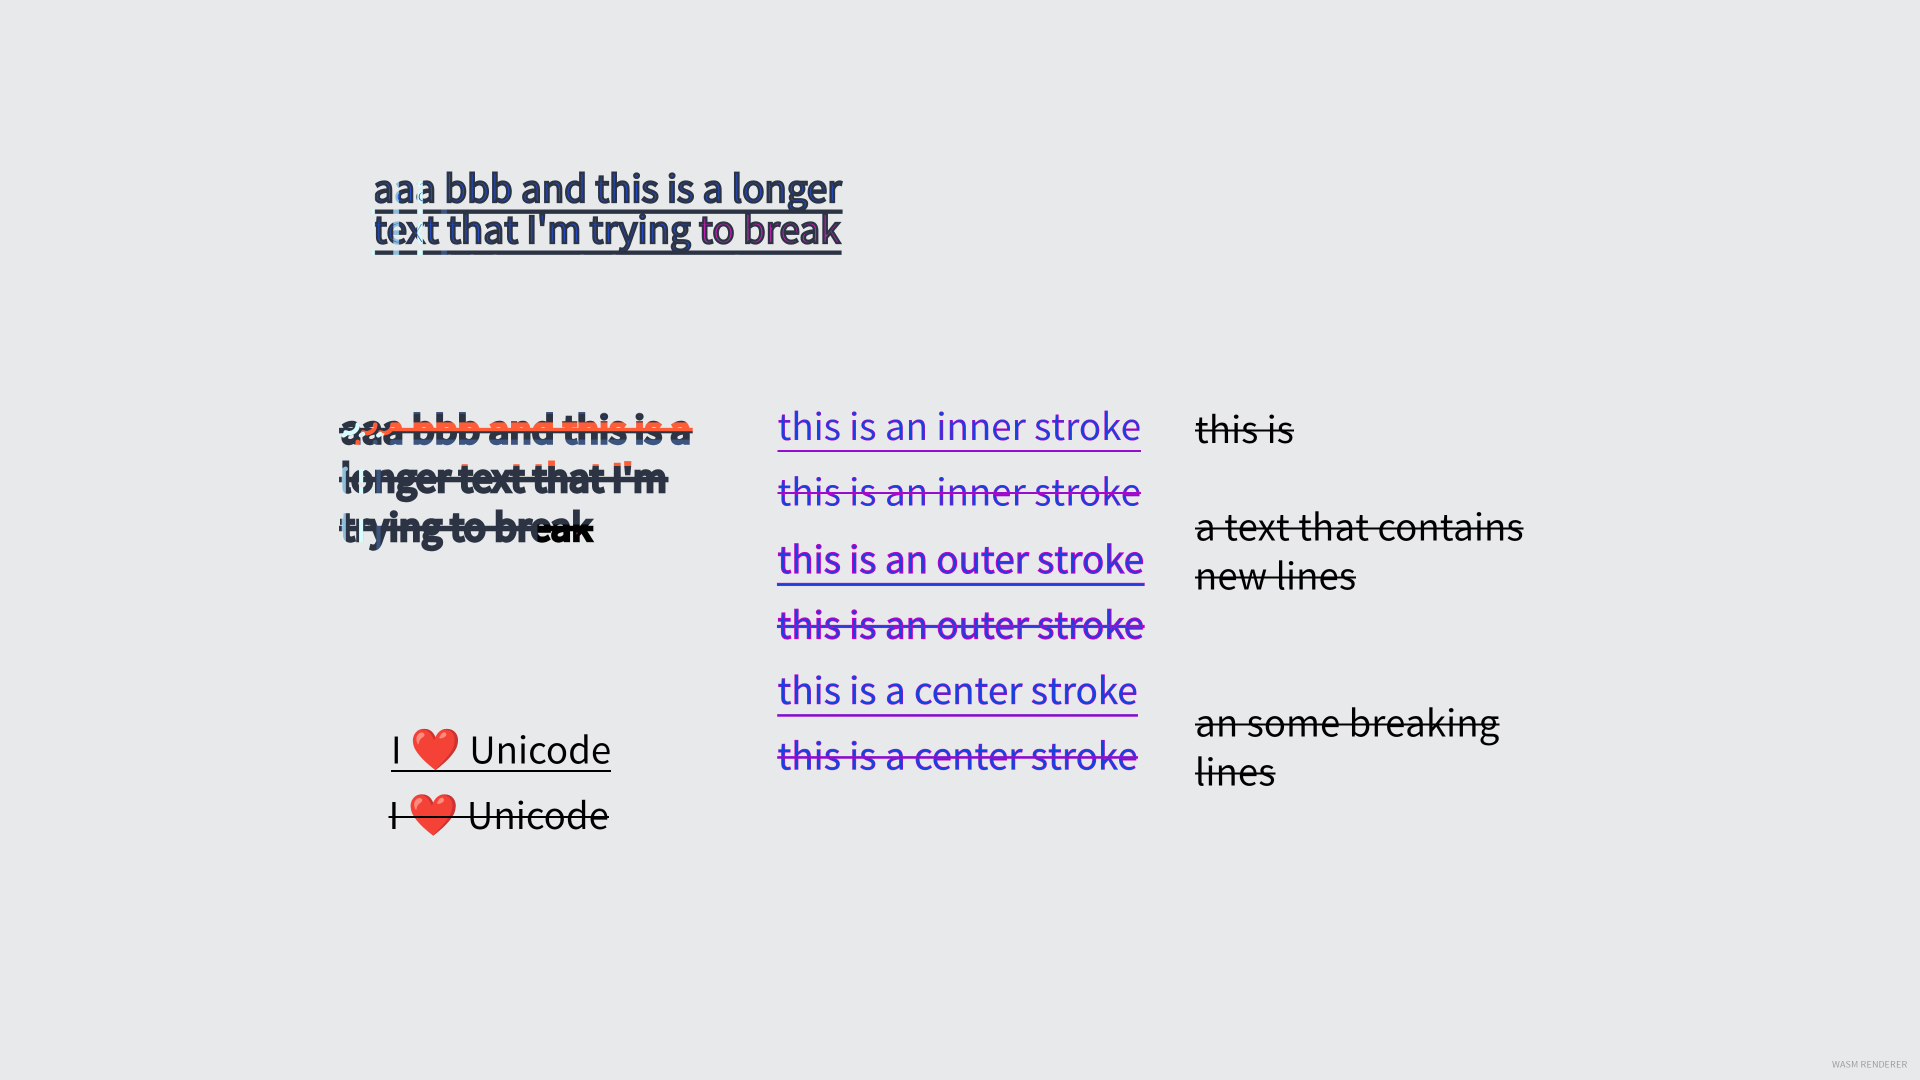 aaa bbb and this is a longer
text that I'm trying to break
aaa bbb and this is a
longer text that I'm
trying to break
I ❤️ Unicode
I ❤️ Unicode
this is an inner stroke
this is an inner stroke
this is an outer stroke
this is an outer stroke
this is a center stroke
this is a center stroke
this is
a text that contains
new lines
an some breaking
lines
WASM RENDERER